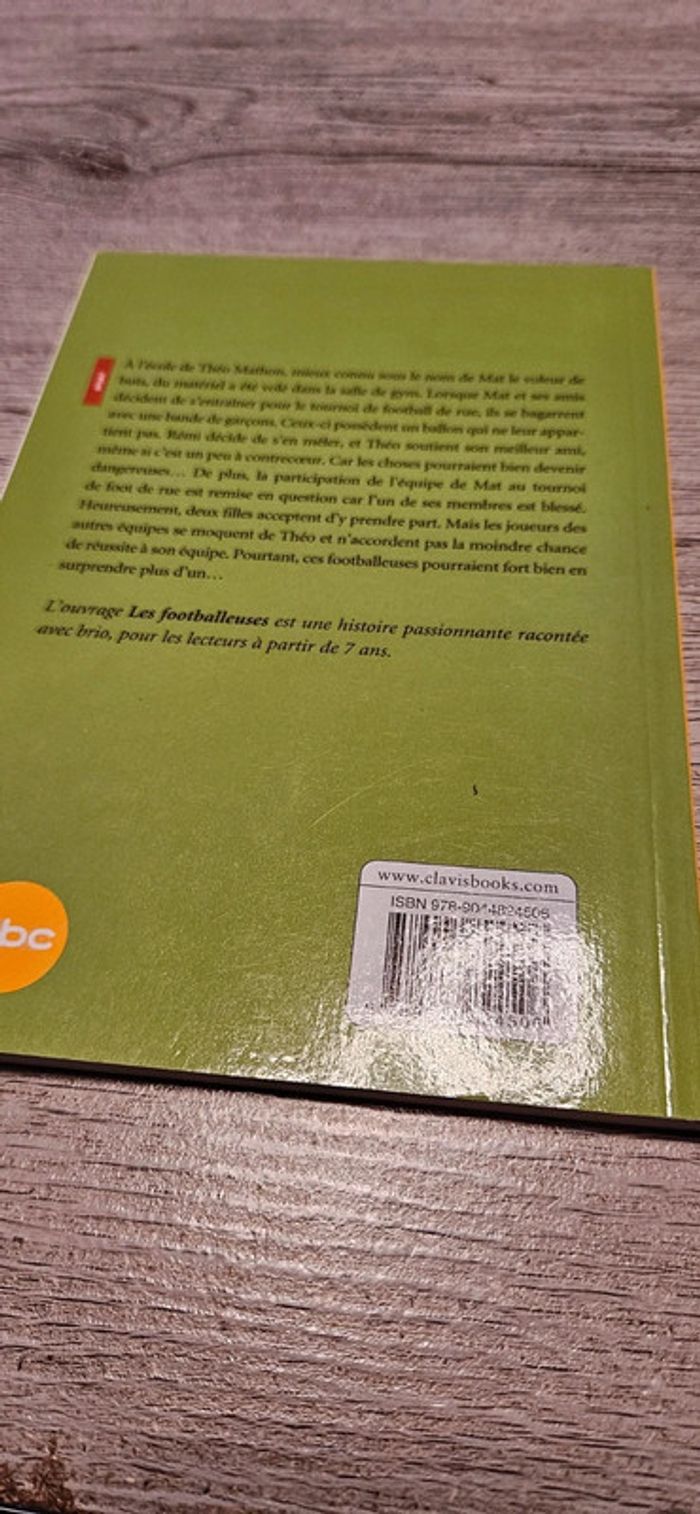 À l'école de Théo Mathon, mieux connu sous le nom de Mat le voleur de
buts, du matériel a été volé dans la salle de gym. Lorsque Mat et ses amis
décident de s'entraîner pour le tournoi de football de rue, ils se bagarrent
avec une bande de garçons. Ceux-ci possèdent un ballon qui ne leur appar-
tient pas. Rémi décide de s'en mêler, et Théo soutient son meilleur ami,
même si c'est un peu à contrecœur. Car les choses pourraient bien devenir
dangereuses… De plus, la participation de l'équipe de Mat au tournoi
de foot de rue est remise en question car l'un de ses membres est blessé.
Heureusement, deux filles acceptent d'y prendre part. Mais les joueurs des
autres équipes se moquent de Théo et n'accordent pas la moindre chance
de réussite à son équipe. Pourtant, ces footballeuses pourraient fort bien en
surprendre plus d'un…
L'ouvrage Les footballeuses est une histoire passionnante racontée
avec brio, pour les lecteurs à partir de 7 ans.
bc
www.clavisbooks.com
ISBN